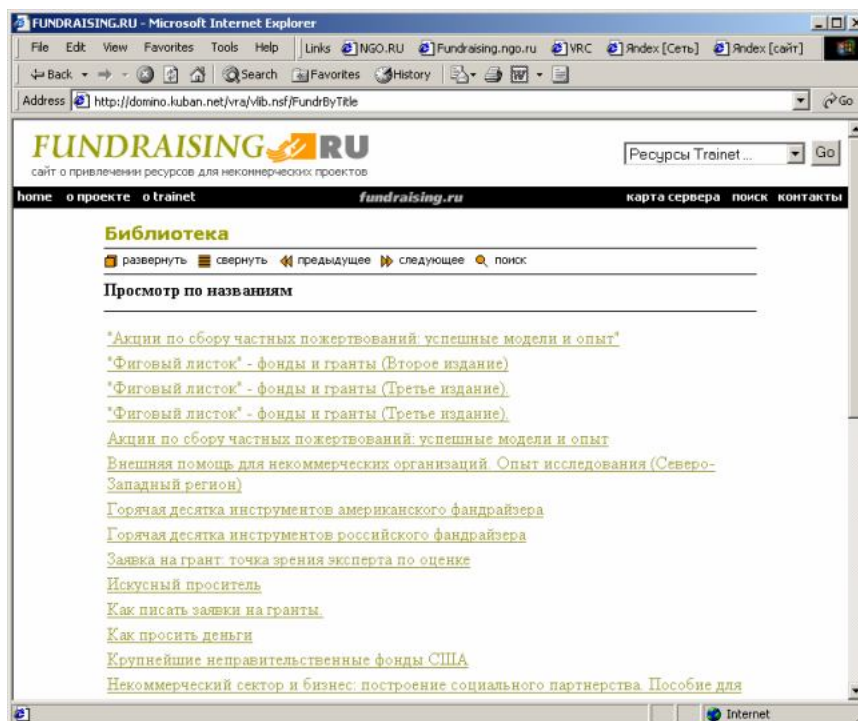 FUNDRAISING.RU - Microsoft Internet Explorer
File Edit View Favorites Tools Help Links NGO.RU Fundraising.ngo.ru VRC Яndex [Сеть] Яndex [сайт]
Back Search Favorites History
Address http://domino.kuban.net/vra/vlib.nsf/FundrByTitle Go
FUNDRAISING RU
сайт о привлечении ресурсов для некоммерческих проектов
Ресурсы Trainet ... Go
home о проекте о trainet fundraising.ru карта сервера поиск контакты
Библиотека
развернуть свернуть предыдущее следующее поиск
Просмотр по названиям
"Акции по сбору частных пожертвований: успешные модели и опыт"
"Фиговый листок" - фонды и гранты (Второе издание)
"Фиговый листок" - фонды и гранты (Третье издание).
"Фиговый листок" - фонды и гранты (Третье издание).
Акции по сбору частных пожертвований: успешные модели и опыт
Внешняя помощь для некоммерческих организаций. Опыт исследования (Северо-
Западный регион)
Горячая десятка инструментов американского фандрайзера
Горячая десятка инструментов российского фандрайзера
Заявка на грант: точка зрения эксперта по оценке
Искусный проситель
Как писать заявки на гранты.
Как просить деньги
Крупнейшие неправительственные фонды США
Некоммерческий сектор и бизнес: построение социального партнерства. Пособие для
Internet